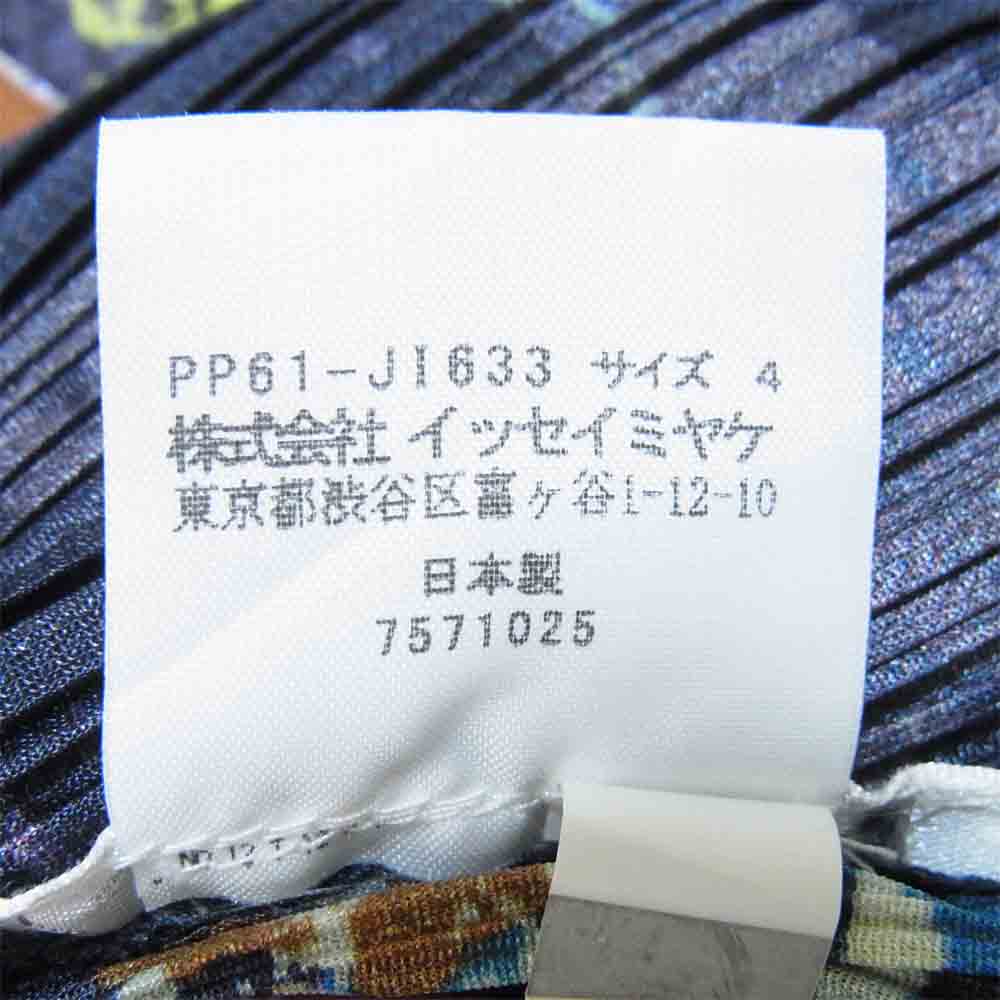 PP61-JI633 サイズ 4
株式会社 イッセイミヤケ
東京都渋谷区富ヶ谷1-12-10
日本製
7571025